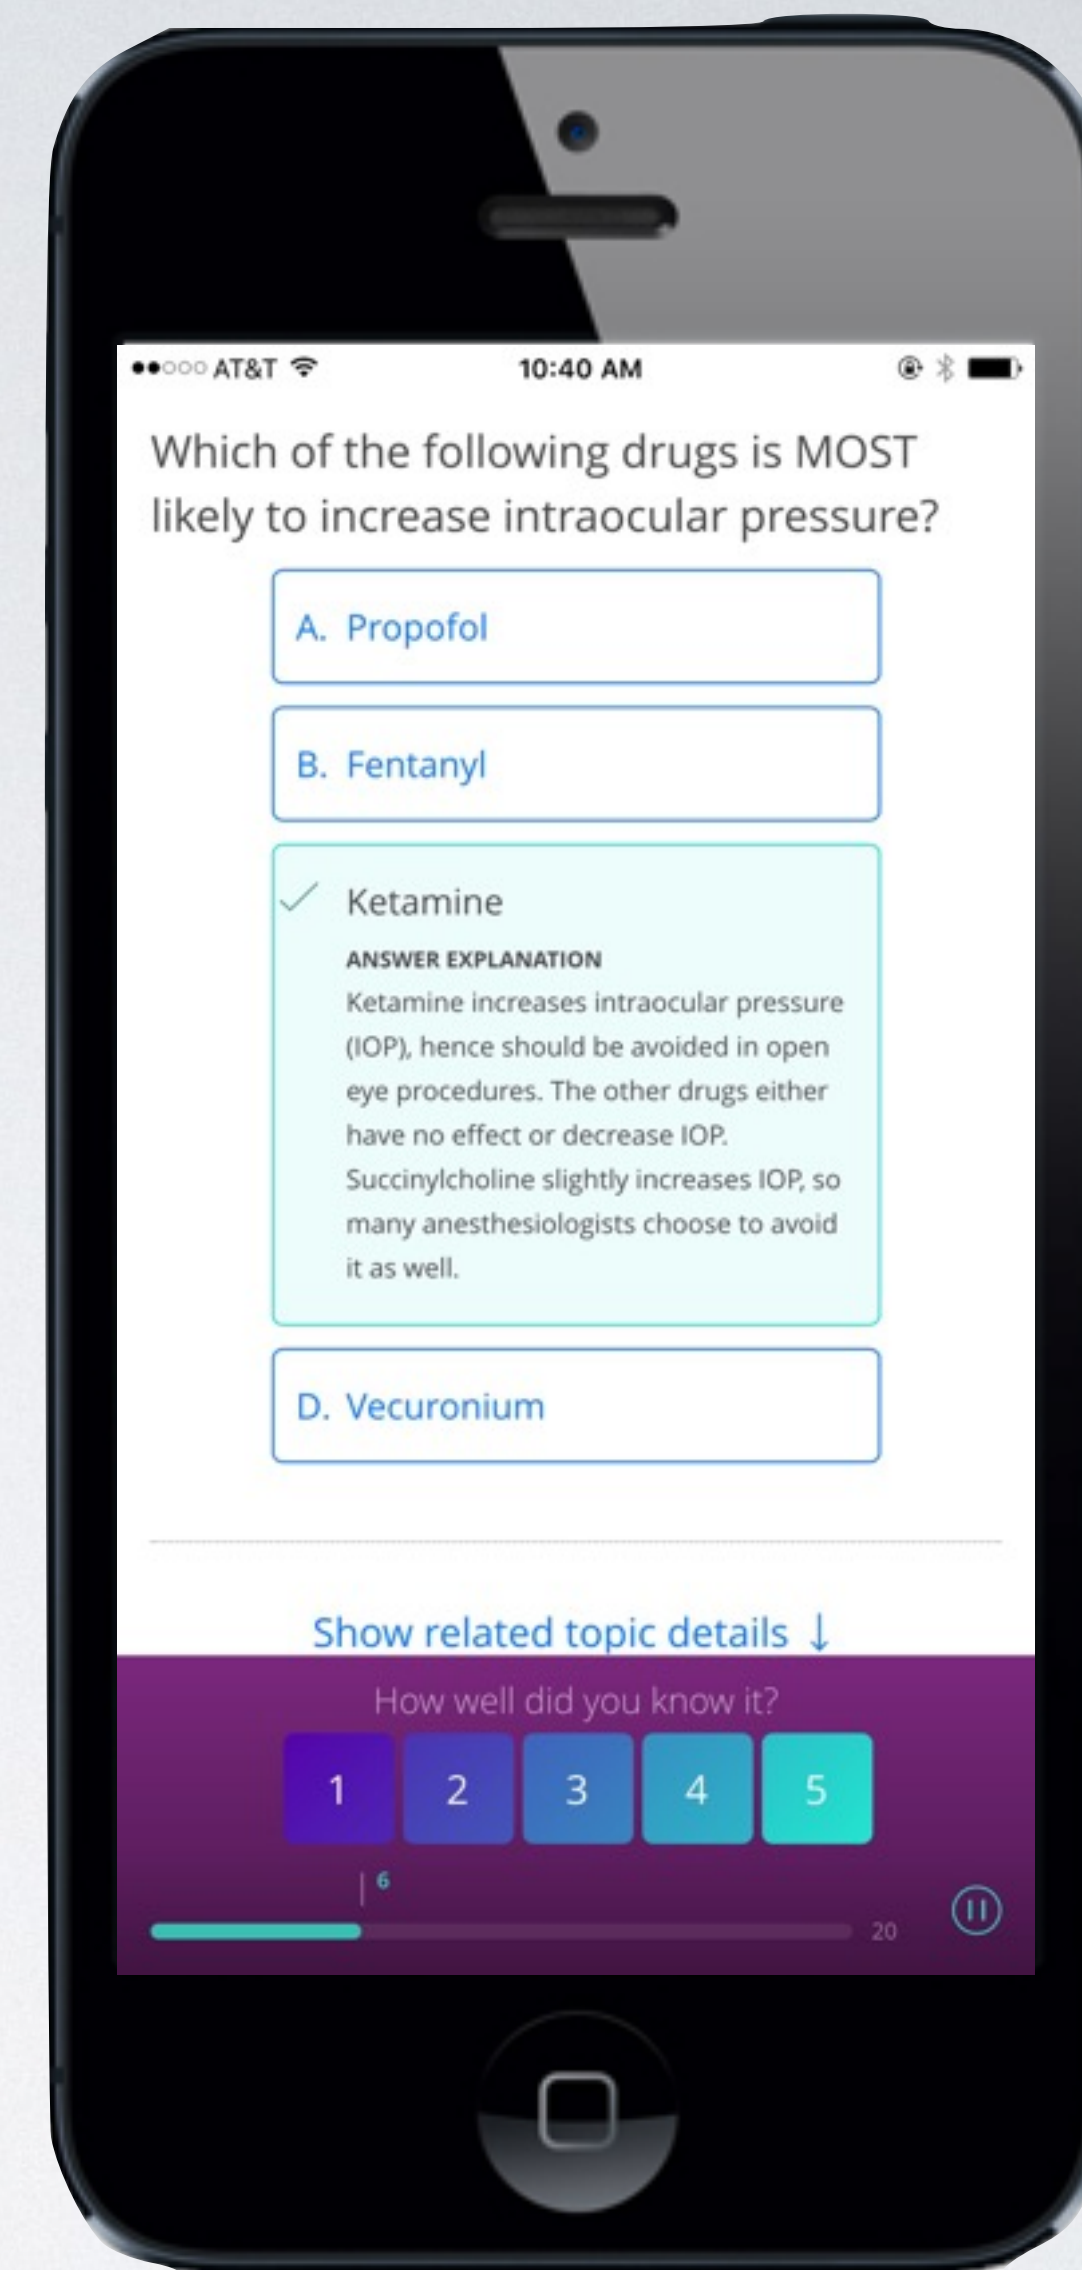 AT&T 10:40 AM
Which of the following drugs is MOST
likely to increase intraocular pressure?
A. Propofol
B. Fentanyl
Ketamine
ANSWER EXPLANATION
Ketamine increases intraocular pressure
(IOP), hence should be avoided in open
eye procedures. The other drugs either
have no effect or decrease IOP.
Succinylcholine slightly increases IOP, so
many anesthesiologists choose to avoid
it as well.
D. Vecuronium
Show related topic details ↓
How well did you know it?
1 2 3 4 5
6
20